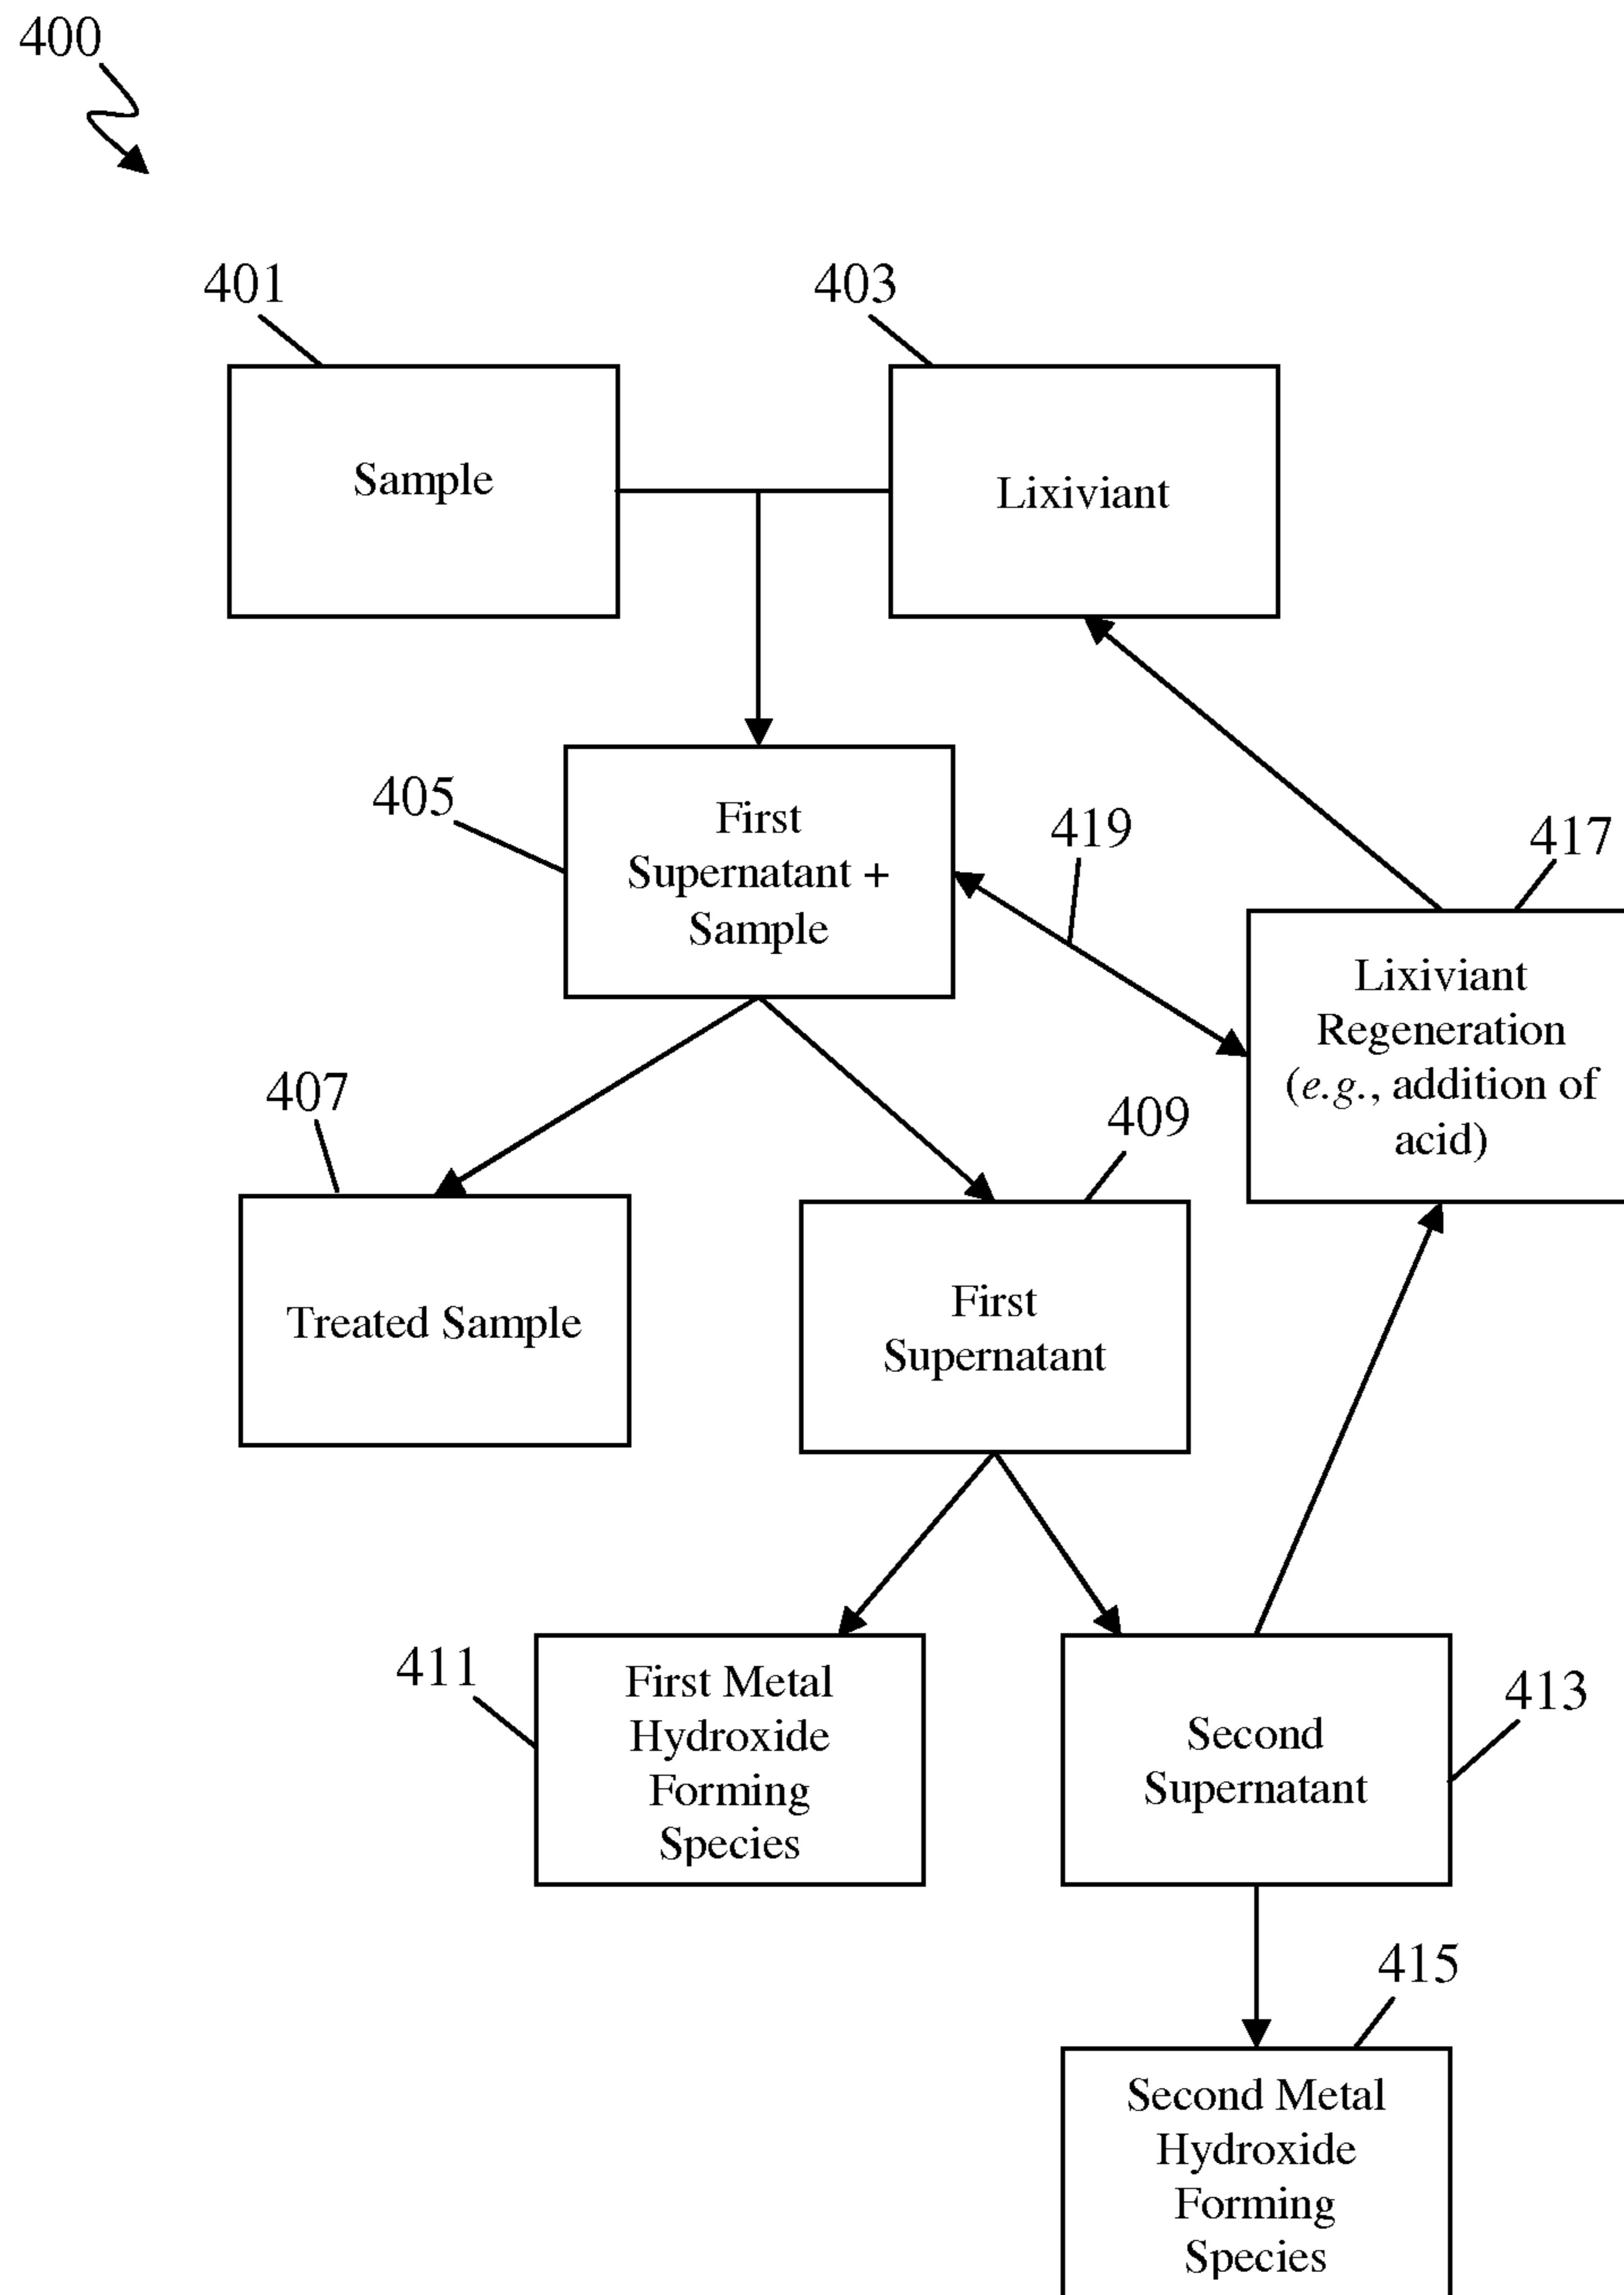 400
401
403
Sample
Lixiviant
405
First
Supernatant +
Sample
419
417
Lixiviant
Regeneration
(e.g., addition of
acid)
407
409
Treated Sample
First
Supernatant
411
First Metal
Hydroxide
Forming
Species
413
Second
Supernatant
415
Second Metal
Hydroxide
Forming
Species